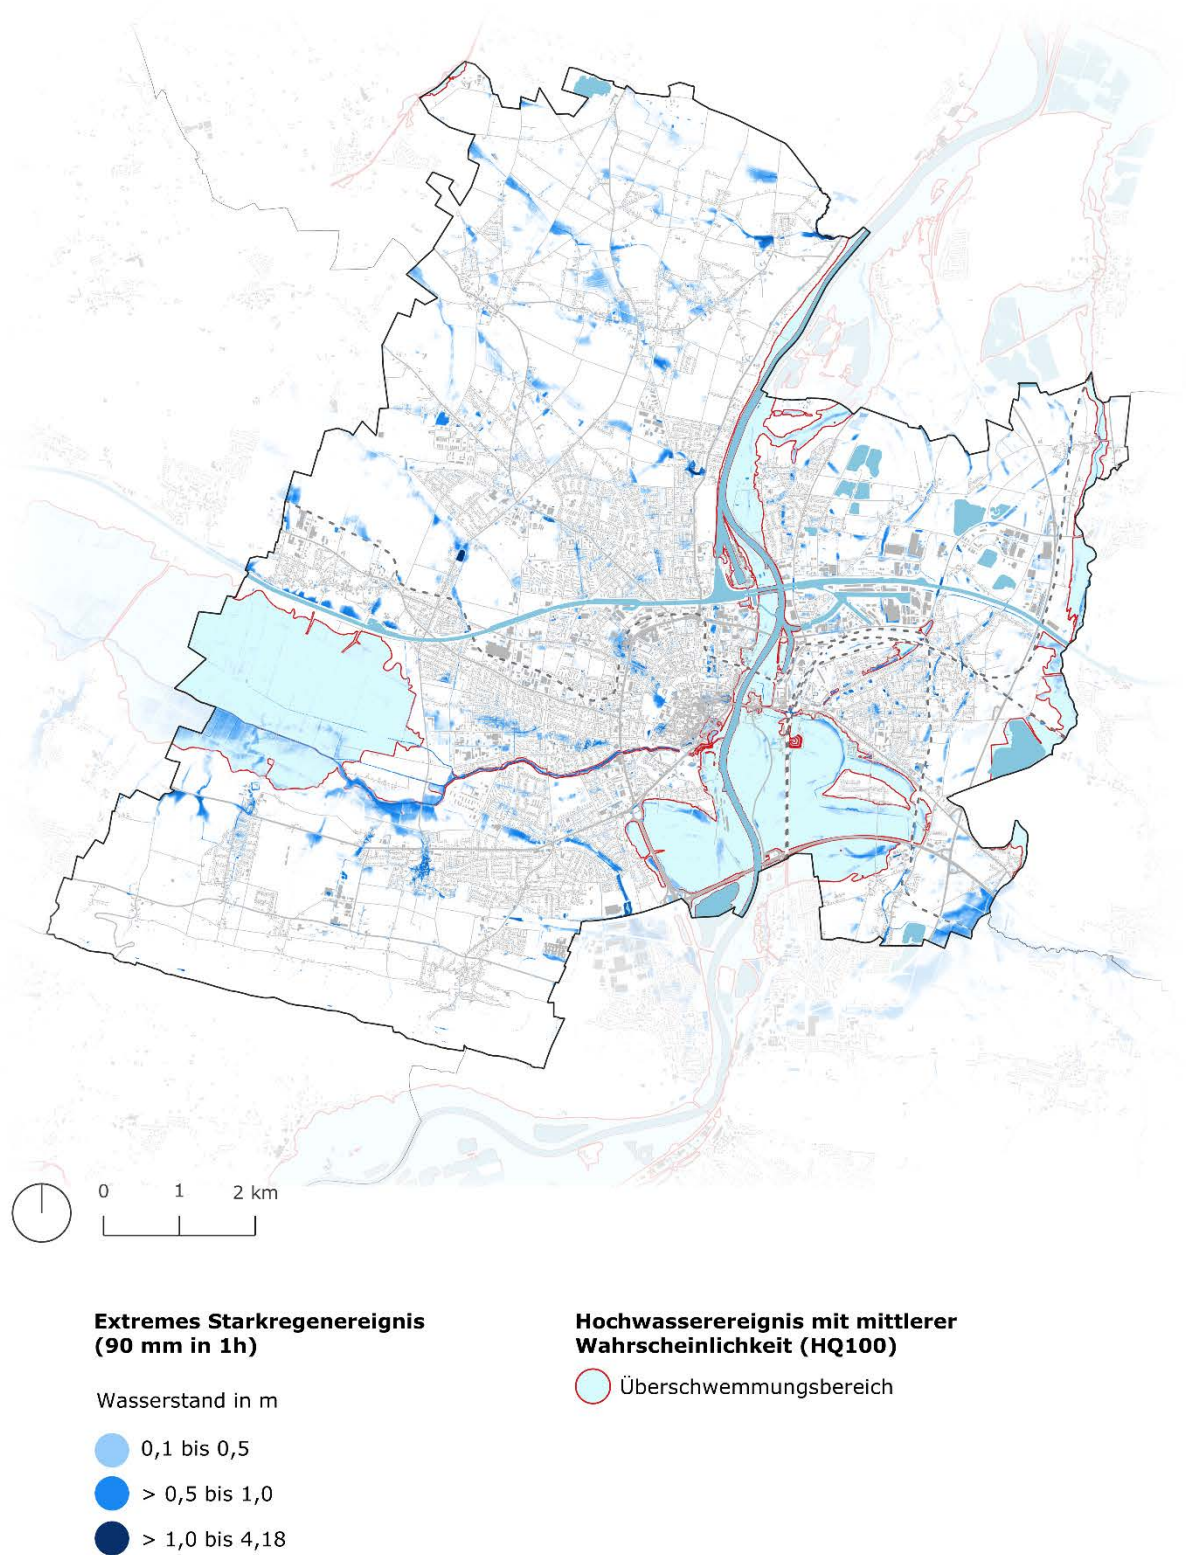 0 1 2 km
Extremes Starkregenereignis
(90 mm in 1h)
Wasserstand in m
0,1 bis 0,5
> 0,5 bis 1,0
> 1,0 bis 4,18
Hochwasserereignis mit mittlerer
Wahrscheinlichkeit (HQ100)
Überschwemmungsbereich